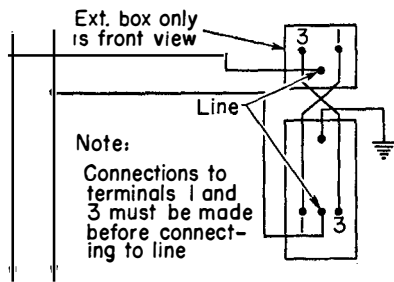 Ext. box only
is front view
3 1
Line
Note:
Connections to
terminals 1 and
3 must be made
before connect-
ing to line
1 3